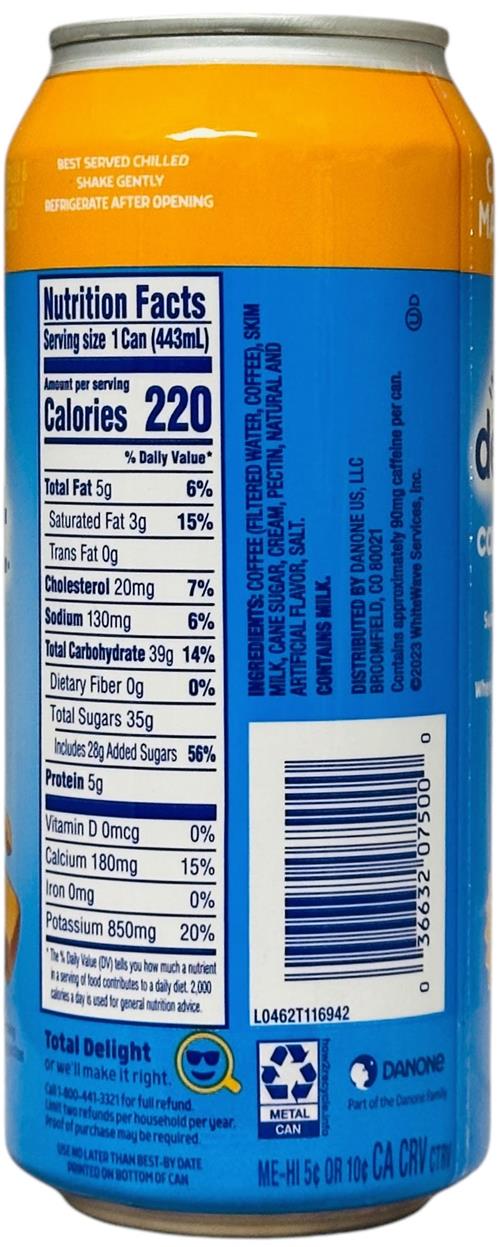 BEST SERVED CHILLED
SHAKE GENTLY
REFRIGERATE AFTER OPENING
Nutrition Facts
Serving size 1 Can (443mL)
Amount per serving
Calories 220
% Daily Value*
Total Fat 5g 6%
Saturated Fat 3g 15%
Trans Fat 0g
Cholesterol 20mg 7%
Sodium 130mg 6%
Total Carbohydrate 39g 14%
Dietary Fiber 0g 0%
Total Sugars 35g
Includes 28g Added Sugars 56%
Protein 5g
Vitamin D 0mcg 0%
Calcium 180mg 15%
Iron 0mg 0%
Potassium 850mg 20%
* The % Daily Value (DV) tells you how much a nutrient
in a serving of food contributes to a daily diet. 2,000
calories a day is used for general nutrition advice.
INGREDIENTS: COFFEE (FILTERED WATER, COFFEE), SKIM
MILK, CANE SUGAR, CREAM, PECTIN, NATURAL AND
ARTIFICIAL FLAVOR, SALT.
CONTAINS MILK.
DISTRIBUTED BY DANONE US, LLC
BROOMFIELD, CO 80021
Contains approximately 90mg caffeine per can.
©2023 WhiteWave Services, Inc.
U D
0 36632 07500 0
L0462T116942
Total Delight
or we'll make it right.
Call 1-800-441-3321 for full refund.
Limit two refunds per household per year.
Proof of purchase may be required.
USE NO LATER THAN BEST-BY DATE
PRINTED ON BOTTOM OF CAN
METAL
CAN
how2recycle.info
DANONE
Part of the Danone Family
ME-HI 5¢ OR 10¢ CA CRV